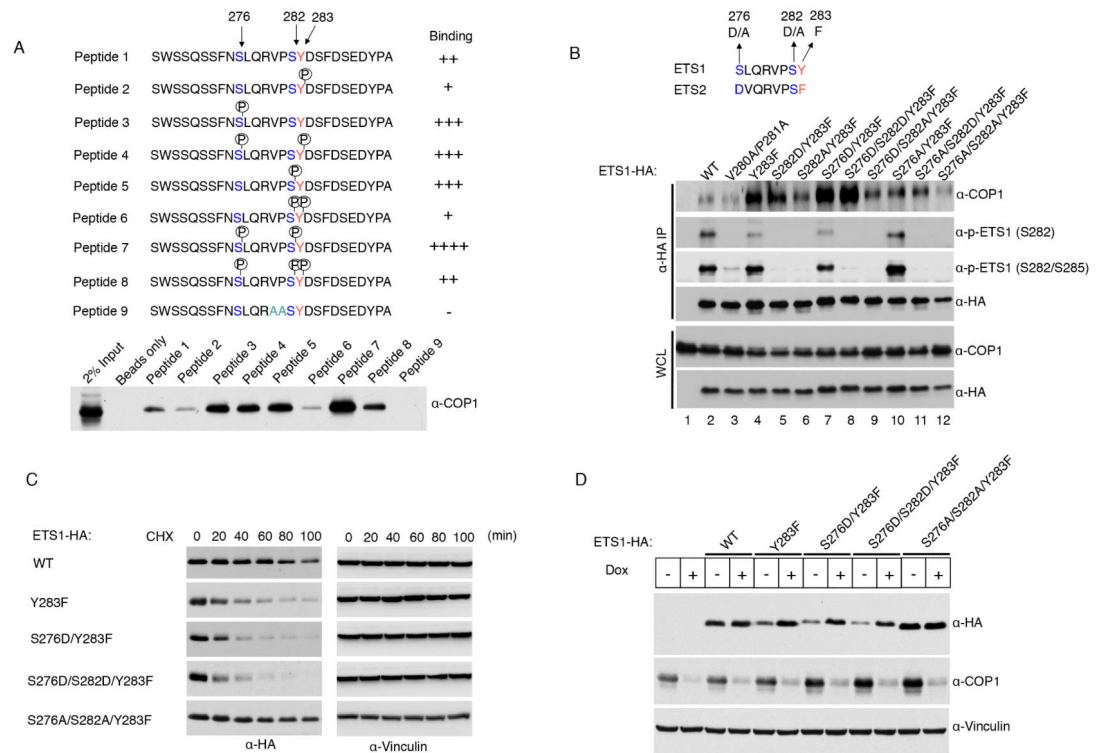 A
276 282 283
Binding
Peptide 1 SWSSQSSFNSLQRVPSYDSFDSEDYPA ++
P
Peptide 2 SWSSQSSFNSLQRVPSYDSFDSEDYPA +
P
Peptide 3 SWSSQSSFNSLQRVPSYDSFDSEDYPA +++
P P
Peptide 4 SWSSQSSFNSLQRVPSYDSFDSEDYPA +++
P
Peptide 5 SWSSQSSFNSLQRVPSYDSFDSEDYPA +++
P P
Peptide 6 SWSSQSSFNSLQRVPSYDSFDSEDYPA +
P P
Peptide 7 SWSSQSSFNSLQRVPSYDSFDSEDYPA ++++
P P P
Peptide 8 SWSSQSSFNSLQRVPSYDSFDSEDYPA ++
Peptide 9 SWSSQSSFNSLQRAASYDSFDSEDYPA -
2% Input Beads only Peptide 1 Peptide 2 Peptide 3 Peptide 4 Peptide 5 Peptide 6 Peptide 7 Peptide 8 Peptide 9
α-COP1
B
276 282 283
D/A D/A F
ETS1 SLQRVPSY
ETS2 DVQRVPSF
ETS1-HA: WT V280A/P281A Y283F S282D/Y283F S282A/Y283F S276D/Y283F S276D/S282D/Y283F S276D/S282A/Y283F S276A/Y283F S276A/S282D/Y283F S276A/S282A/Y283F
α-HA IP
α-COP1
α-p-ETS1 (S282)
α-p-ETS1 (S282/S285)
α-HA
WCL
α-COP1
α-HA
1 2 3 4 5 6 7 8 9 10 11 12
C
ETS1-HA: CHX 0 20 40 60 80 100 0 20 40 60 80 100 (min)
WT
Y283F
S276D/Y283F
S276D/S282D/Y283F
S276A/S282A/Y283F
α-HA α-Vinculin
D
ETS1-HA: WT Y283F S276D/Y283F S276D/S282D/Y283F S276A/S282A/Y283F
Dox - + - + - + - + - + - +
α-HA
α-COP1
α-Vinculin